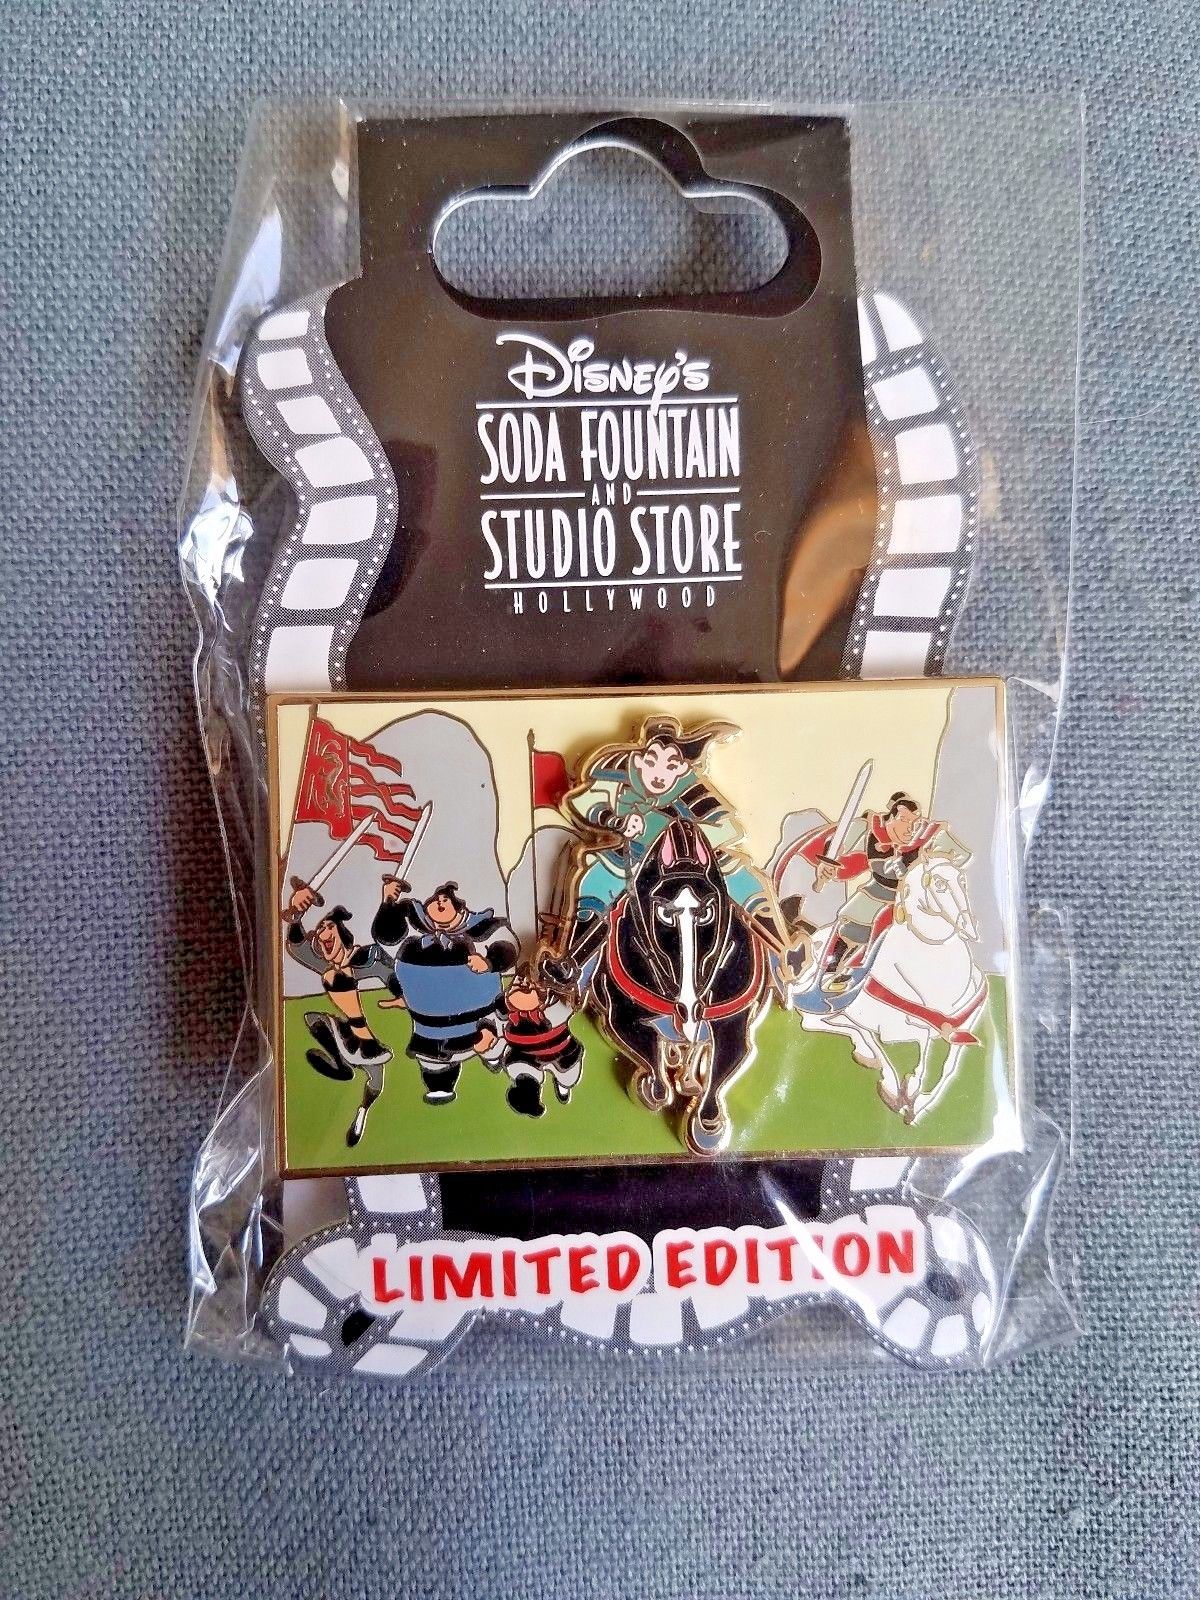 Disney's
SODA FOUNTAIN
AND
STUDIO STORE
HOLLYWOOD
LIMITED EDITION